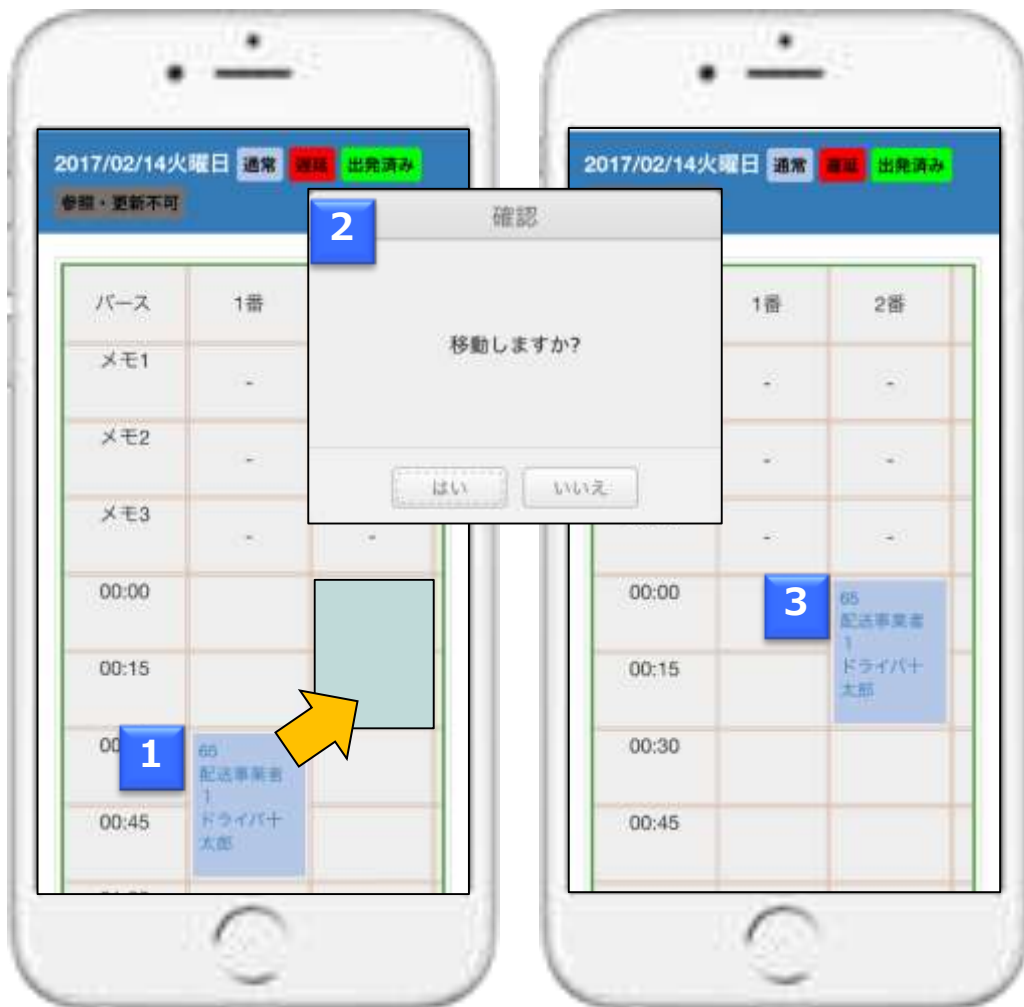 2017/02/14火曜日 通常 遅延 出発済み
参照・更新不可
バース 1番
メモ1
-
メモ2
-
メモ3
- -
00:00
00:15
1
65
配送事業者
1
ドライバ十
太郎
00:45
2
確認
移動しますか?
はい いいえ
2017/02/14火曜日 通常 遅延 出発済み
1番 2番
- -
- -
- -
00:00
3
65
配送事業者
1
ドライバ十
太郎
00:15
00:30
00:45